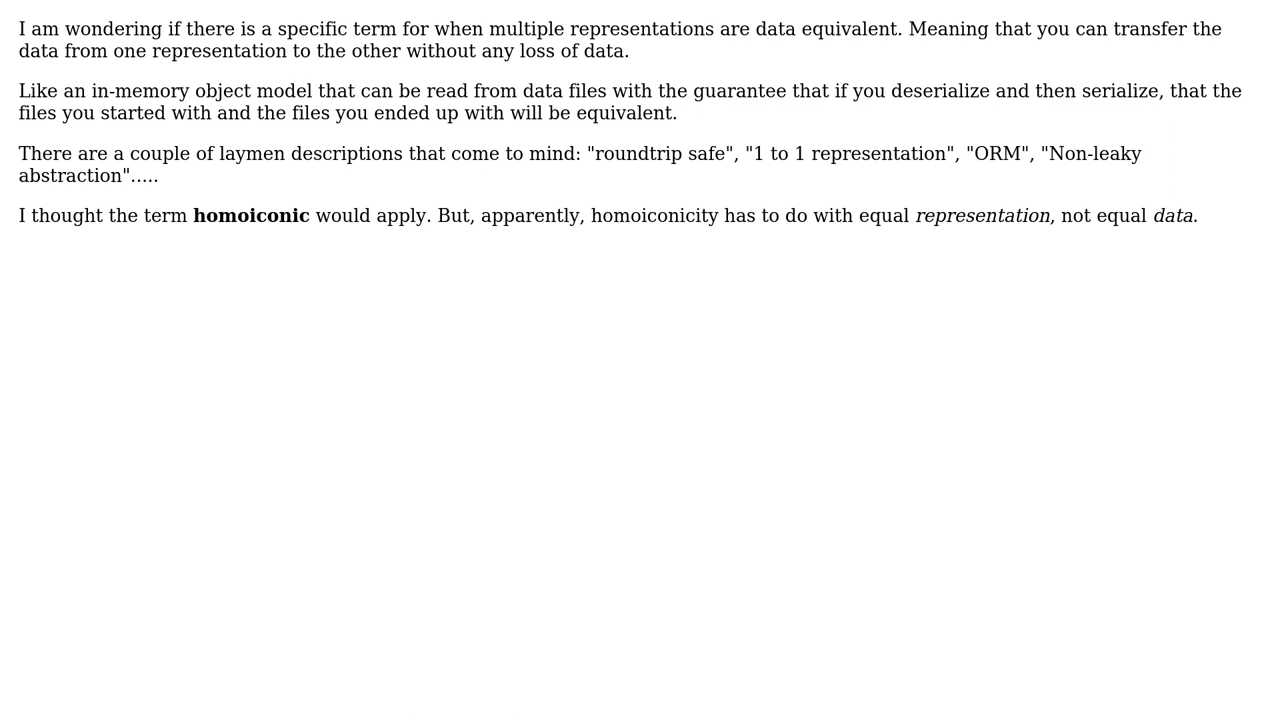 I am wondering if there is a specific term for when multiple representations are data equivalent. Meaning that you can transfer the
data from one representation to the other without any loss of data.
Like an in-memory object model that can be read from data files with the guarantee that if you deserialize and then serialize, that the
files you started with and the files you ended up with will be equivalent.
There are a couple of laymen descriptions that come to mind: "roundtrip safe", "1 to 1 representation", "ORM", "Non-leaky
abstraction".....
I thought the term homoiconic would apply. But, apparently, homoiconicity has to do with equal representation, not equal data.